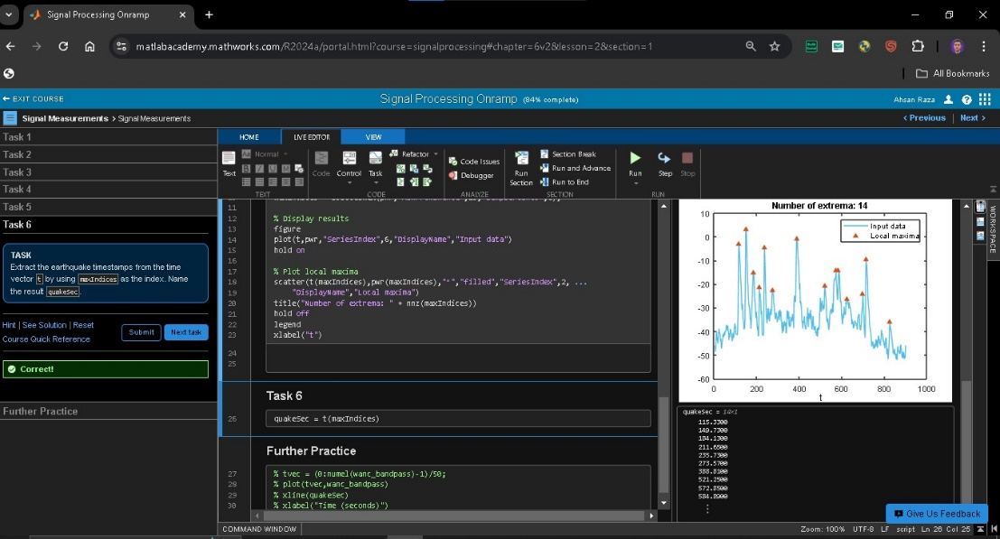 Signal Processing Onramp
matlabacademy.mathworks.com/R2024a/portal.html?course=signalprocessing#chapter=6v2&lesson=2&section=1
All Bookmarks
EXIT COURSE
Signal Processing Onramp (84% complete)
Ahsan Raza
Signal Measurements > Signal Measurements
< Previous | Next >
Task 1
Task 2
Task 3
Task 4
Task 5
Task 6
TASK
Extract the earthquake timestamps from the time
vector t by using maxIndices as the index. Name
the result quakeSec.
Hint | See Solution | Reset
Course Quick Reference
Submit
Next task
Correct!
Further Practice
HOME
LIVE EDITOR
VIEW
Text
Aa Normal
B I U M
TEXT
Code
Control
Task
Refactor
CODE
Code Issues
Debugger
ANALYZE
Run
Section
Section Break
Run and Advance
Run to End
SECTION
Run
Step
Stop
RUN
11
12 % Display results
13 figure
14 plot(t,pwr,"SeriesIndex",6,"DisplayName","Input data")
15 hold on
16
17 % Plot local maxima
18 scatter(t(maxIndices),pwr(maxIndices),"^","filled","SeriesIndex",2, ...
19 "DisplayName","Local maxima")
20 title("Number of extrema: " + nnz(maxIndices))
21 hold off
22 legend
23 xlabel("t")
24
25
Task 6
26 quakeSec = t(maxIndices)
Further Practice
27 % tvec = (0:numel(wanc_bandpass)-1)/50;
28 % plot(tvec,wanc_bandpass)
29 % xline(quakeSec)
30 % xlabel("Time (seconds)")
COMMAND WINDOW
Number of extrema: 14
Input data
Local maxima
10
0
-10
-20
-30
-40
-50
-60
0 200 400 600 800 1000
t
quakeSec = 14×1
115.3300
149.7300
184.1300
211.6500
235.7300
273.5700
388.8100
521.2500
572.8500
584.8900
⋮
WORKSPACE
Give Us Feedback
Zoom: 100% UTF-8 LF script Ln 26 Col 25